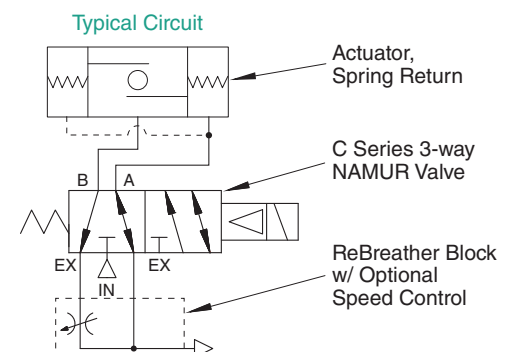 Typical Circuit
Actuator,
Spring Return
C Series 3-way
NAMUR Valve
B A
EX EX
IN
ReBreather Block
w/ Optional
Speed Control